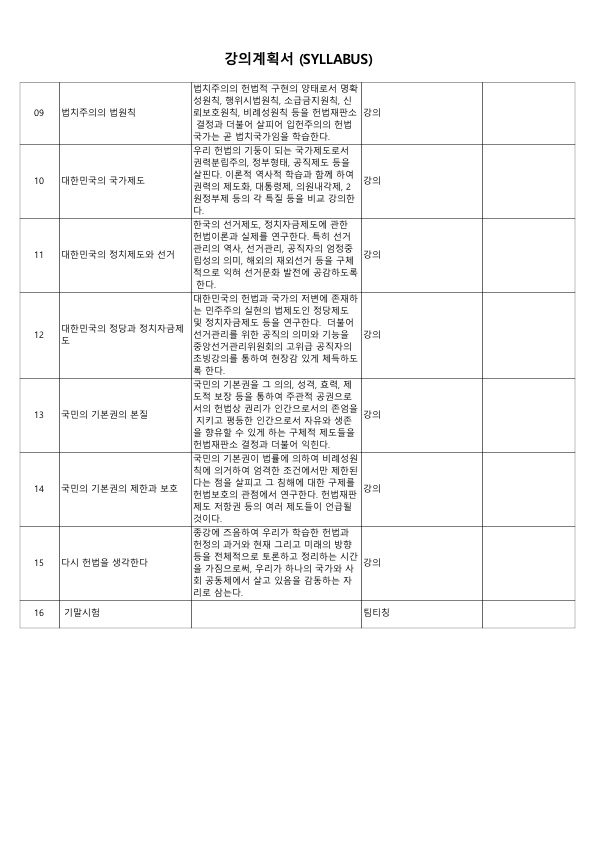 강의계획서 (SYLLABUS)
09
법치주의의 법원칙
법치주의의 헌법적 구현의 양태로서 명확
성원칙, 행위시법원칙, 소급금지원칙, 신
뢰보호원칙, 비례성원칙 등을 헌법재판소
결정과 더불어 살피어 입헌주의의 헌법
국가는 곧 법치국가임을 학습한다.
강의
10
대한민국의 국가제도
우리 헌법의 기둥이 되는 국가제도로서
권력분립주의, 정부형태, 공직제도 등을
살핀다. 이론적 역사적 학습과 함께 하여
권력의 제도화, 대통령제, 의원내각제, 2
원정부제 등의 각 특질 등을 비교 강의한
다.
강의
11
대한민국의 정치제도와 선거
한국의 선거제도, 정치자금제도에 관한
헌법이론과 실제를 연구한다. 특히 선거
관리의 역사, 선거관리, 공직자의 엄정중
립성의 의미, 해외의 재외선거 등을 구체
적으로 익혀 선거문화 발전에 공감하도록
한다.
강의
12
대한민국의 정당과 정치자금제
도
대한민국의 헌법과 국가의 저변에 존재하
는 민주주의 실현의 법제도인 정당제도
및 정치자금제도 등을 연구한다. 더불어
선거관리를 위한 공직의 의미와 기능을
중앙선거관리위원회의 고위급 공직자의
초빙강의를 통하여 현장감 있게 체득하도
록 한다.
강의
13
국민의 기본권의 본질
국민의 기본권을 그 의의, 성격, 효력, 제
도적 보장 등을 통하여 주관적 공권으로
서의 헌법상 권리가 인간으로서의 존엄을
지키고 평등한 인간으로서 자유와 생존
을 향유할 수 있게 하는 구체적 제도들을
헌법재판소 결정과 더불어 익힌다.
강의
14
국민의 기본권의 제한과 보호
국민의 기본권이 법률에 의하여 비례성원
칙에 의거하여 엄격한 조건에서만 제한된
다는 점을 살피고 그 침해에 대한 구제를
헌법보호의 관점에서 연구한다. 헌법재판
제도 저항권 등의 여러 제도들이 언급될
것이다.
강의
15
다시 헌법을 생각한다
종강에 즈음하여 우리가 학습한 헌법과
헌정의 과거와 현재 그리고 미래의 방향
등을 전체적으로 토론하고 정리하는 시간
을 가짐으로써, 우리가 하나의 국가와 사
회 공동체에서 살고 있음을 감동하는 자
리로 삼는다.
강의
16
기말시험
팀티칭